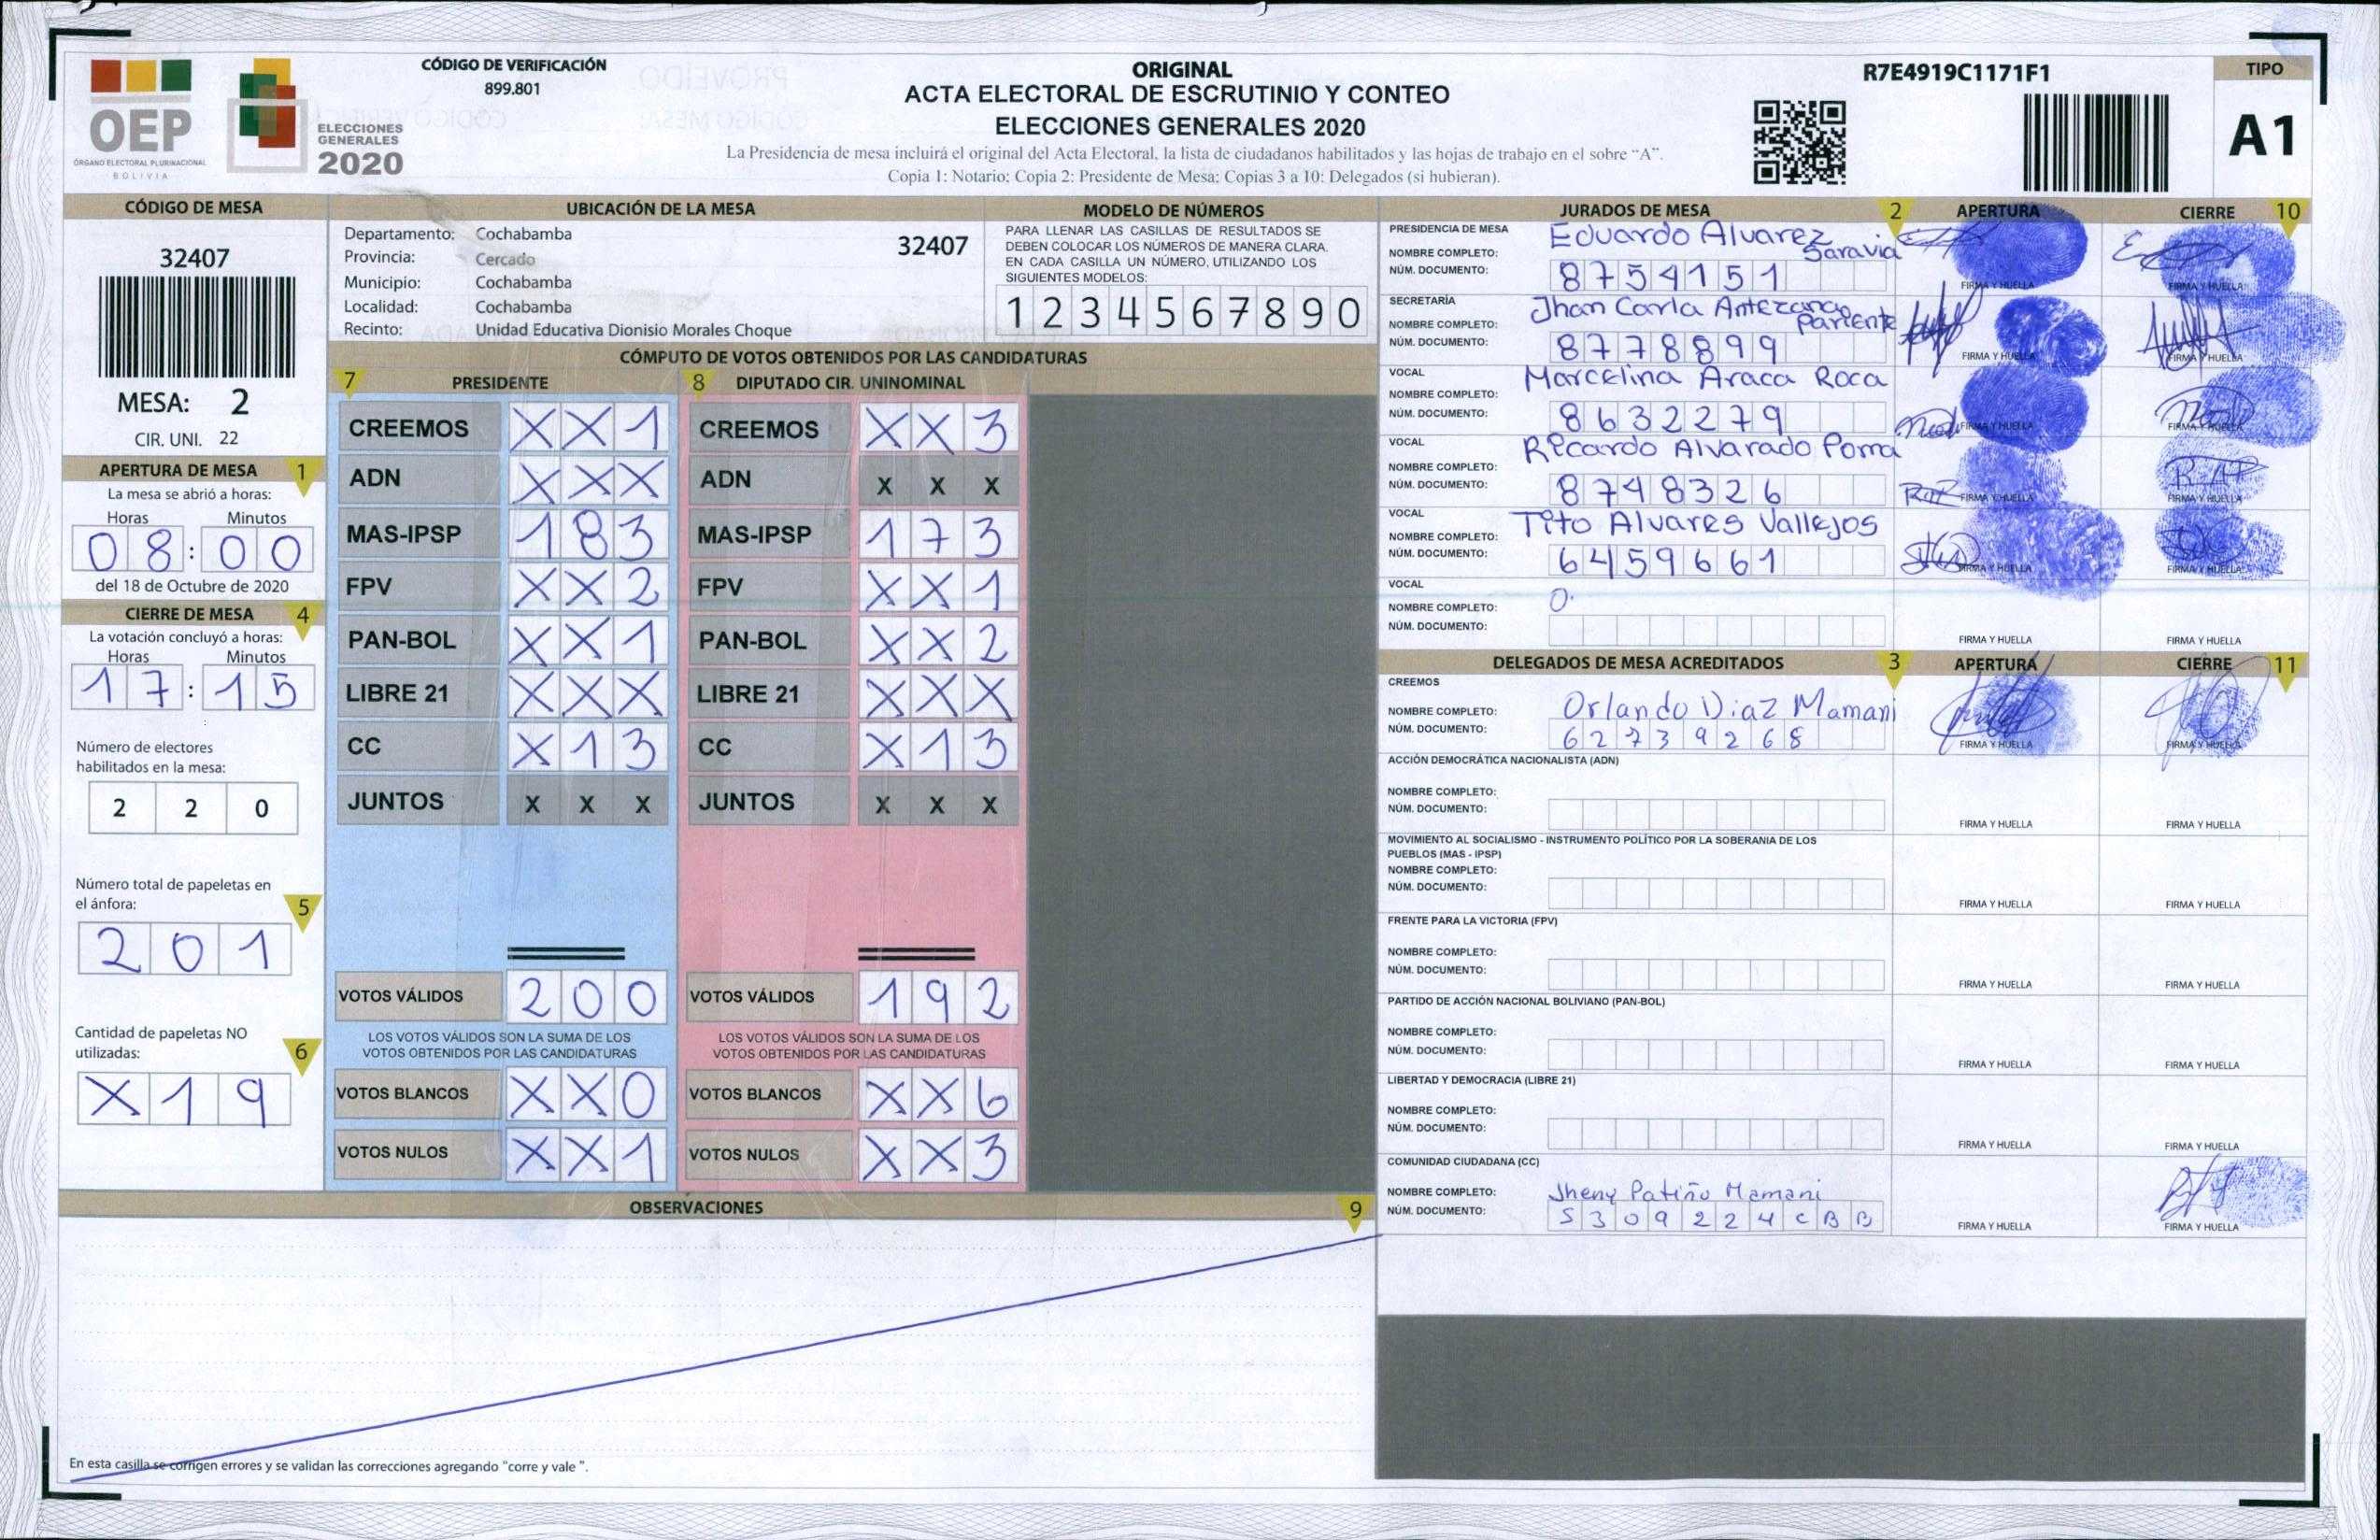 CÓDIGO DE VERIFICACIÓN
899.801
OEP
ÓRGANO ELECTORAL PLURINACIONAL
BOLIVIA
ELECCIONES
GENERALES
2020
ORIGINAL
ACTA ELECTORAL DE ESCRUTINIO Y CONTEO
ELECCIONES GENERALES 2020
La Presidencia de mesa incluirá el original del Acta Electoral, la lista de ciudadanos habilitados y las hojas de trabajo en el sobre "A".
Copia 1: Notario; Copia 2: Presidente de Mesa; Copias 3 a 10: Delegados (si hubieran).
R7E4919C1171F1
TIPO
A1
CÓDIGO DE MESA
32407
MESA: 2
CIR. UNI. 22
APERTURA DE MESA 1
La mesa se abrió a horas:
Horas Minutos
08:00
del 18 de Octubre de 2020
CIERRE DE MESA 4
La votación concluyó a horas:
Horas Minutos
17:15
Número de electores
habilitados en la mesa:
2 2 0
Número total de papeletas en
el ánfora: 5
2 0 1
Cantidad de papeletas NO
utilizadas: 6
X 1 9
UBICACIÓN DE LA MESA
Departamento: Cochabamba
32407
Provincia: Cercado
Municipio: Cochabamba
Localidad: Cochabamba
Recinto: Unidad Educativa Dionisio Morales Choque
MODELO DE NÚMEROS
PARA LLENAR LAS CASILLAS DE RESULTADOS SE
DEBEN COLOCAR LOS NÚMEROS DE MANERA CLARA.
EN CADA CASILLA UN NÚMERO, UTILIZANDO LOS
SIGUIENTES MODELOS:
1 2 3 4 5 6 7 8 9 0
CÓMPUTO DE VOTOS OBTENIDOS POR LAS CANDIDATURAS
7 PRESIDENTE
CREEMOS X X 1
ADN X X X
MAS-IPSP 1 8 3
FPV X X 2
PAN-BOL X X 1
LIBRE 21 X X X
CC X 1 3
JUNTOS X X X
VOTOS VÁLIDOS 2 0 0
LOS VOTOS VÁLIDOS SON LA SUMA DE LOS
VOTOS OBTENIDOS POR LAS CANDIDATURAS
VOTOS BLANCOS X X 0
VOTOS NULOS X X 1
8 DIPUTADO CIR. UNINOMINAL
CREEMOS X X 3
ADN X X X
MAS-IPSP 1 7 3
FPV X X 1
PAN-BOL X X 2
LIBRE 21 X X X
CC X 1 3
JUNTOS X X X
VOTOS VÁLIDOS 1 9 2
LOS VOTOS VÁLIDOS SON LA SUMA DE LOS
VOTOS OBTENIDOS POR LAS CANDIDATURAS
VOTOS BLANCOS X X 6
VOTOS NULOS X X 3
OBSERVACIONES 9
En esta casilla se corrigen errores y se validan las correcciones agregando "corre y vale ".
JURADOS DE MESA 2 APERTURA CIERRE 10
PRESIDENCIA DE MESA
NOMBRE COMPLETO: Eduardo Alvarez Saravia
NÚM. DOCUMENTO: 8754151
FIRMA Y HUELLA FIRMA Y HUELLA
SECRETARÍA
NOMBRE COMPLETO: Jhan Carla Antezana Pariente
NÚM. DOCUMENTO: 8778899
FIRMA Y HUELLA FIRMA Y HUELLA
VOCAL
NOMBRE COMPLETO: Marcelina Araca Roca
NÚM. DOCUMENTO: 8632279
FIRMA Y HUELLA FIRMA Y HUELLA
VOCAL
NOMBRE COMPLETO: Ricardo Alvarado Poma
NÚM. DOCUMENTO: 8748326
FIRMA Y HUELLA FIRMA Y HUELLA
VOCAL
NOMBRE COMPLETO: Tito Alvares Vallejos
NÚM. DOCUMENTO: 6459661
FIRMA Y HUELLA FIRMA Y HUELLA
VOCAL
NOMBRE COMPLETO:
NÚM. DOCUMENTO:
FIRMA Y HUELLA FIRMA Y HUELLA
DELEGADOS DE MESA ACREDITADOS 3 APERTURA CIERRE 11
CREEMOS
NOMBRE COMPLETO: Orlando Diaz Mamani
NÚM. DOCUMENTO: 62739268
FIRMA Y HUELLA FIRMA Y HUELLA
ACCIÓN DEMOCRÁTICA NACIONALISTA (ADN)
NOMBRE COMPLETO:
NÚM. DOCUMENTO:
FIRMA Y HUELLA FIRMA Y HUELLA
MOVIMIENTO AL SOCIALISMO - INSTRUMENTO POLÍTICO POR LA SOBERANIA DE LOS
PUEBLOS (MAS - IPSP)
NOMBRE COMPLETO:
NÚM. DOCUMENTO:
FIRMA Y HUELLA FIRMA Y HUELLA
FRENTE PARA LA VICTORIA (FPV)
NOMBRE COMPLETO:
NÚM. DOCUMENTO:
FIRMA Y HUELLA FIRMA Y HUELLA
PARTIDO DE ACCIÓN NACIONAL BOLIVIANO (PAN-BOL)
NOMBRE COMPLETO:
NÚM. DOCUMENTO:
FIRMA Y HUELLA FIRMA Y HUELLA
LIBERTAD Y DEMOCRACIA (LIBRE 21)
NOMBRE COMPLETO:
NÚM. DOCUMENTO:
FIRMA Y HUELLA FIRMA Y HUELLA
COMUNIDAD CIUDADANA (CC)
NOMBRE COMPLETO: Jheny Patiño Mamani
NÚM. DOCUMENTO: 5309224CBB
FIRMA Y HUELLA FIRMA Y HUELLA